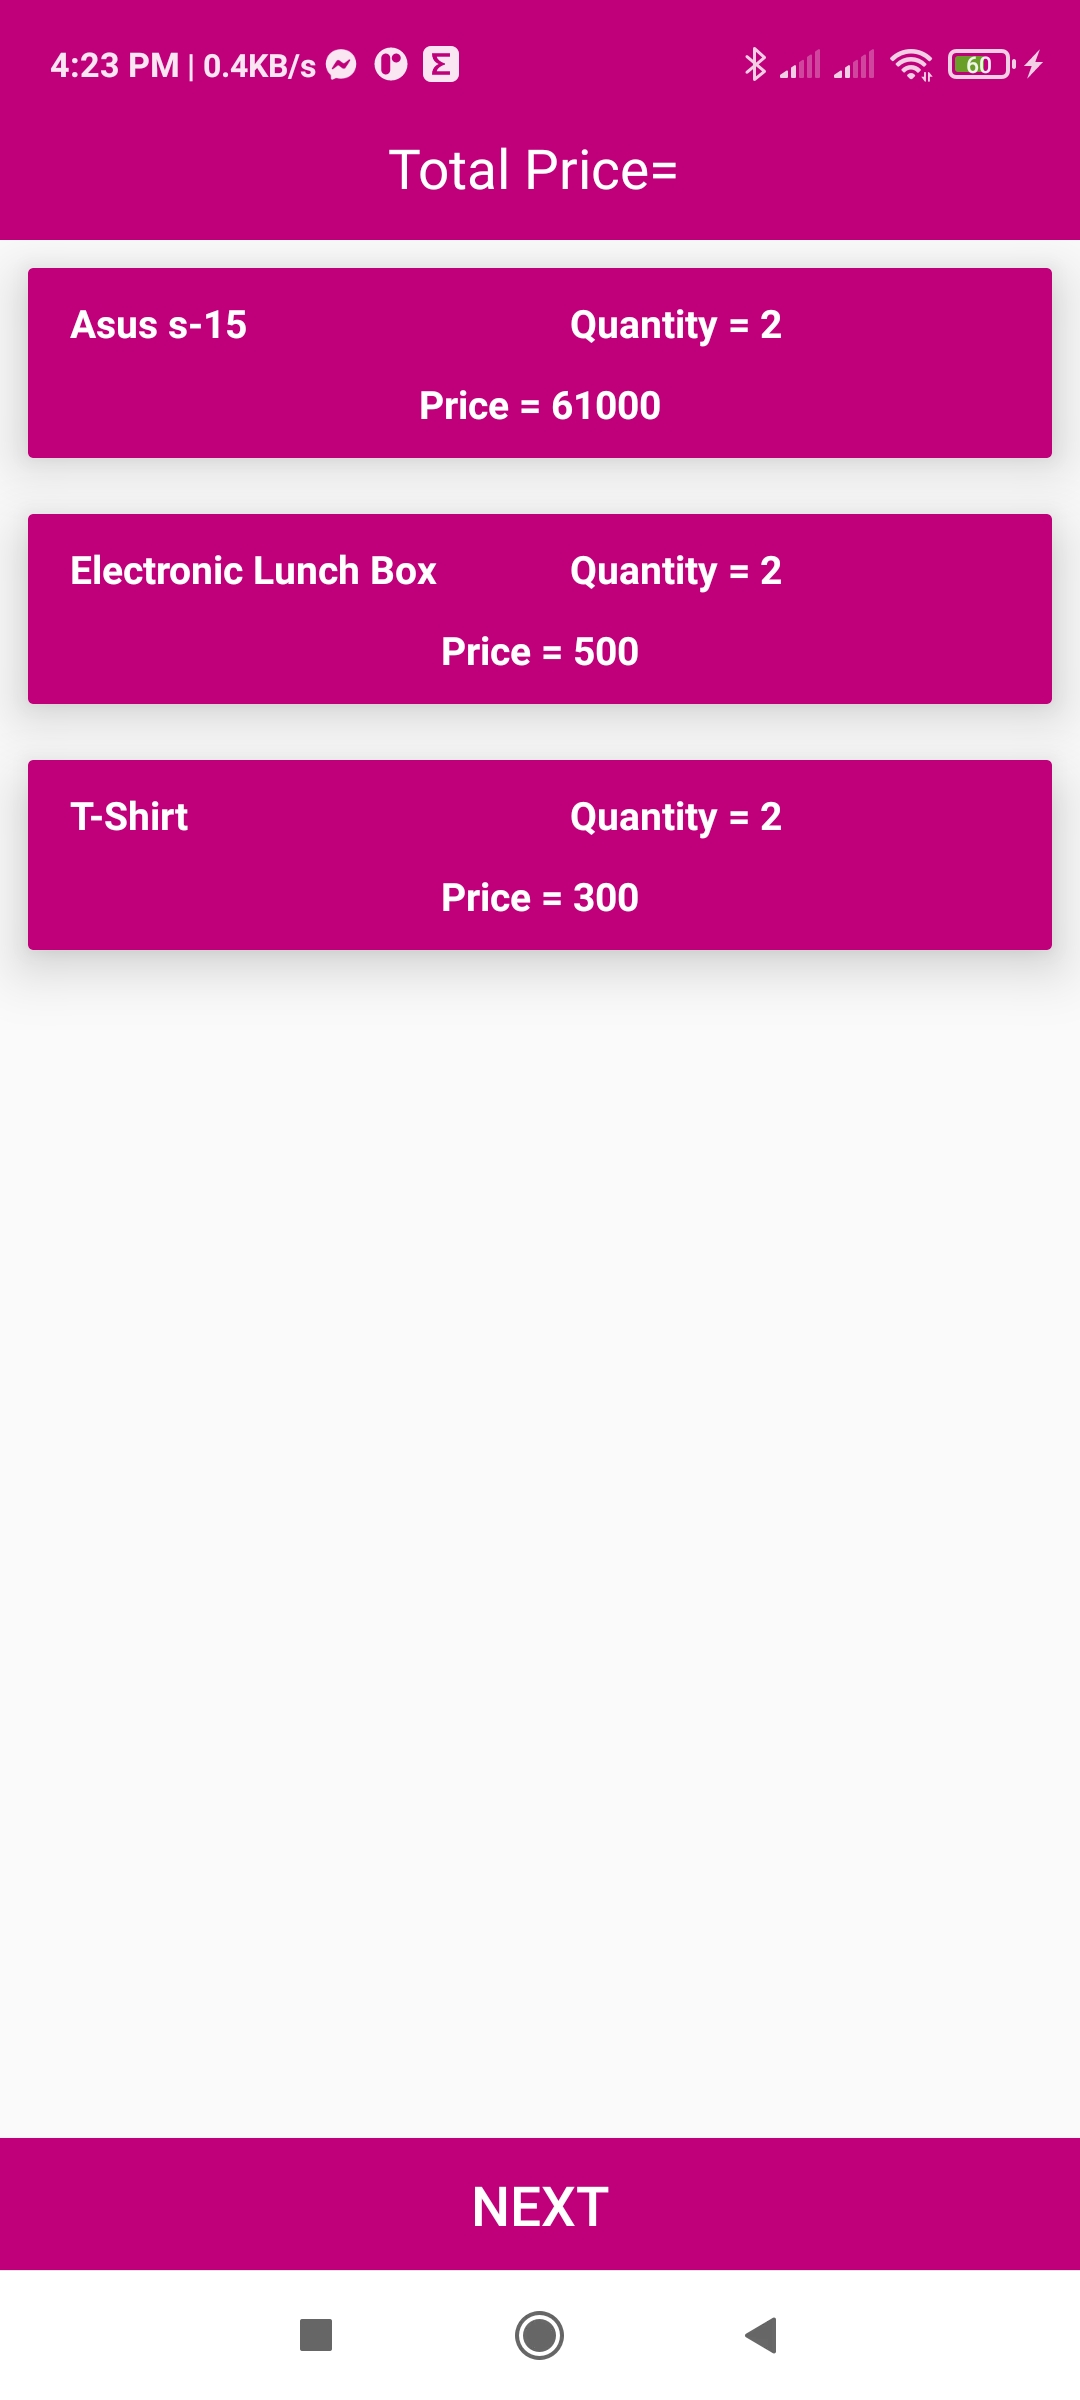 4:23 PM | 0.4KB/s
60
Total Price=
Asus s-15 Quantity = 2
Price = 61000
Electronic Lunch Box Quantity = 2
Price = 500
T-Shirt Quantity = 2
Price = 300
NEXT